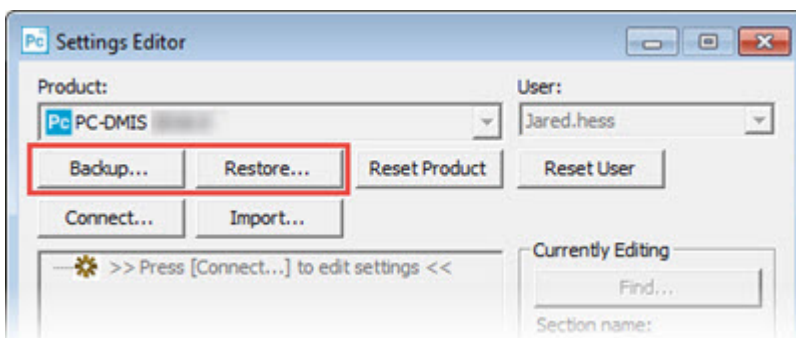 Pc Settings Editor
Product:
User:
Pc PC-DMIS
Jared.hess
Backup...
Restore...
Reset Product
Reset User
Connect...
Import...
>> Press [Connect...] to edit settings <<
Currently Editing
Find...
Section name: